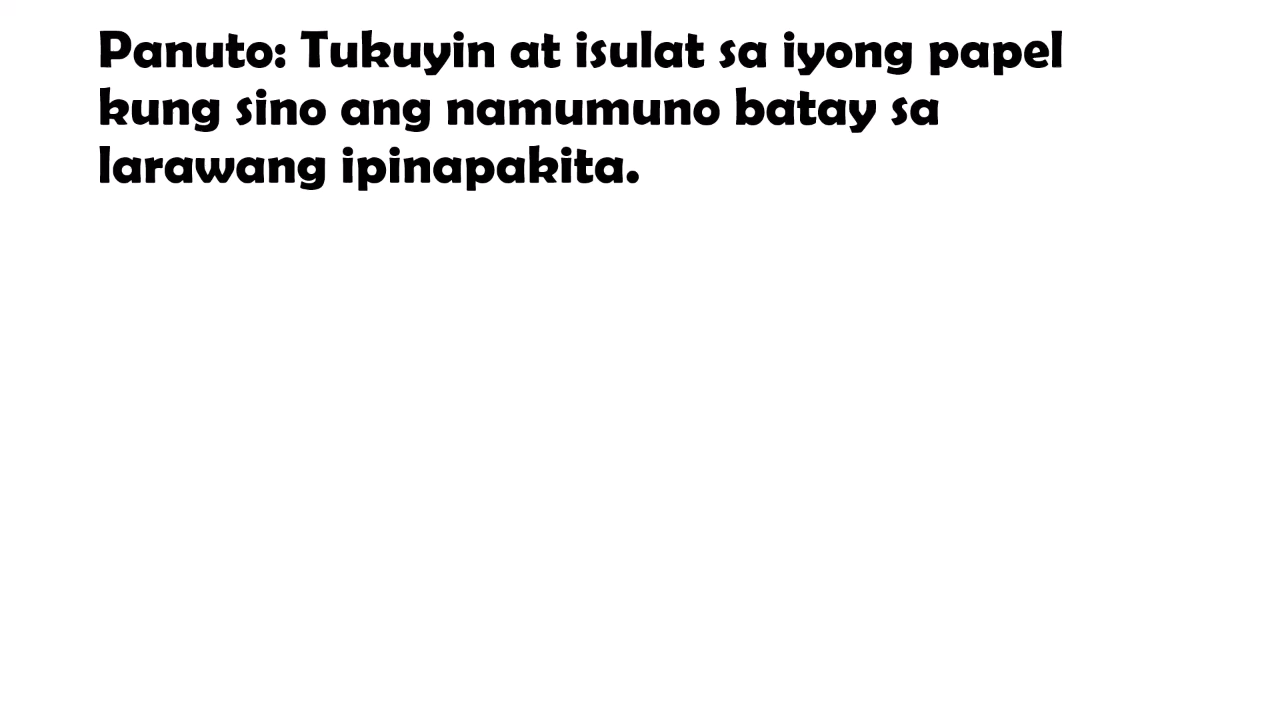 Panuto: Tukuyin at isulat sa iyong papel
kung sino ang namumuno batay sa
larawang ipinapakita.